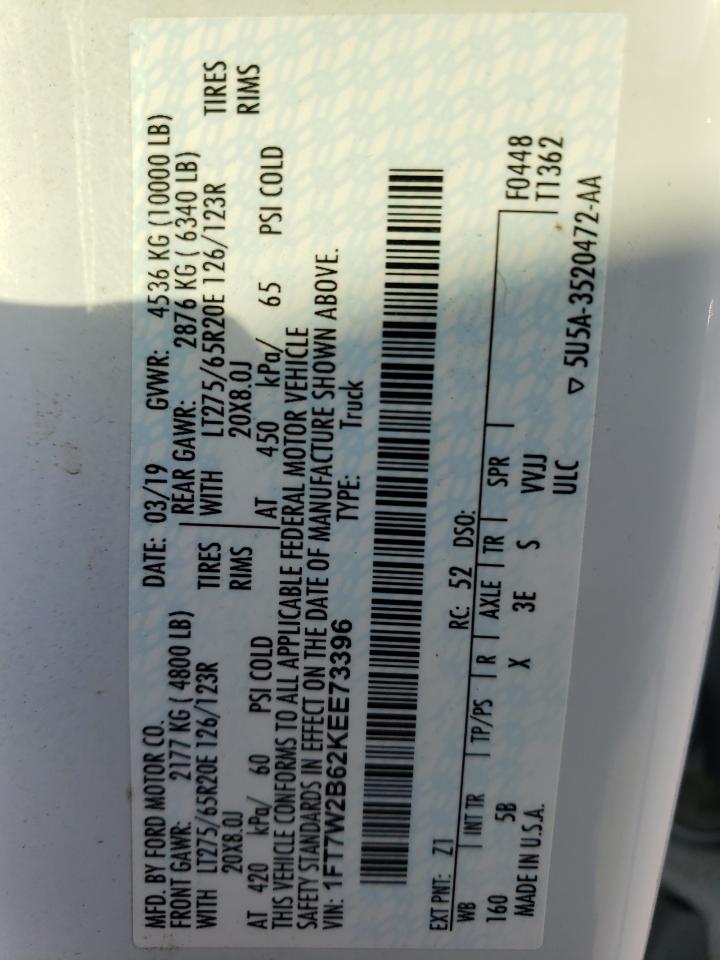 MFD. BY FORD MOTOR CO.
DATE: 03/19 GVWR: 4536 KG (10000 LB)
FRONT GAWR: 2177 KG ( 4800 LB)
REAR GAWR: 2876 KG ( 6340 LB)
WITH LT275/65R20E 126/123R TIRES
WITH LT275/65R20E 126/123R TIRES
20X8.0J RIMS
20X8.0J RIMS
AT 420 kPa/ 60 PSI COLD
AT 450 kPa/ 65 PSI COLD
THIS VEHICLE CONFORMS TO ALL APPLICABLE FEDERAL MOTOR VEHICLE
SAFETY STANDARDS IN EFFECT ON THE DATE OF MANUFACTURE SHOWN ABOVE.
VIN: 1FT7W2B62KEE73396 TYPE: Truck
EXT PNT: Z1 RC: 52 DSO: F0448
WB INT TR TP/PS R AXLE TR SPR T1362
160 5B X 3E S VVJJ
MADE IN U.S.A. ULC ▽ 5U5A-3520472-AA